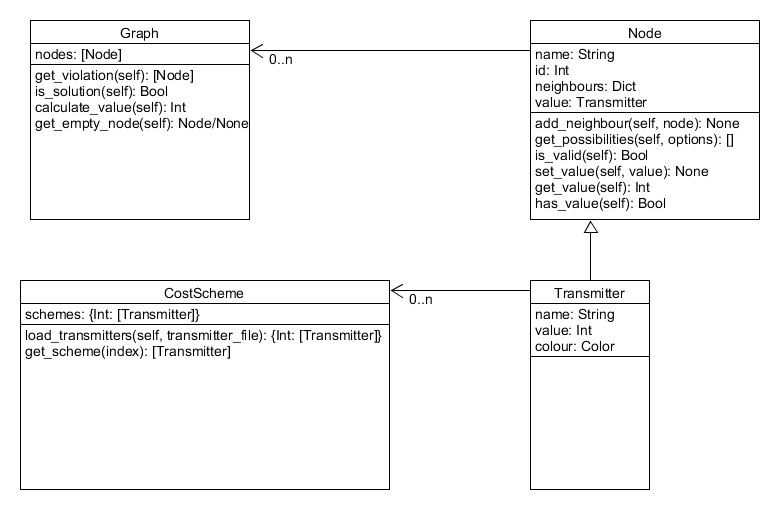 Graph
nodes: [Node]
get_violation(self): [Node]
is_solution(self): Bool
calculate_value(self): Int
get_empty_node(self): Node/None
0..n
Node
name: String
id: Int
neighbours: Dict
value: Transmitter
add_neighbour(self, node): None
get_possibilities(self, options): []
is_valid(self): Bool
set_value(self, value): None
get_value(self): Int
has_value(self): Bool
CostScheme
schemes: {Int: [Transmitter]}
load_transmitters(self, transmitter_file): {Int: [Transmitter]}
get_scheme(index): [Transmitter]
0..n
Transmitter
name: String
value: Int
colour: Color